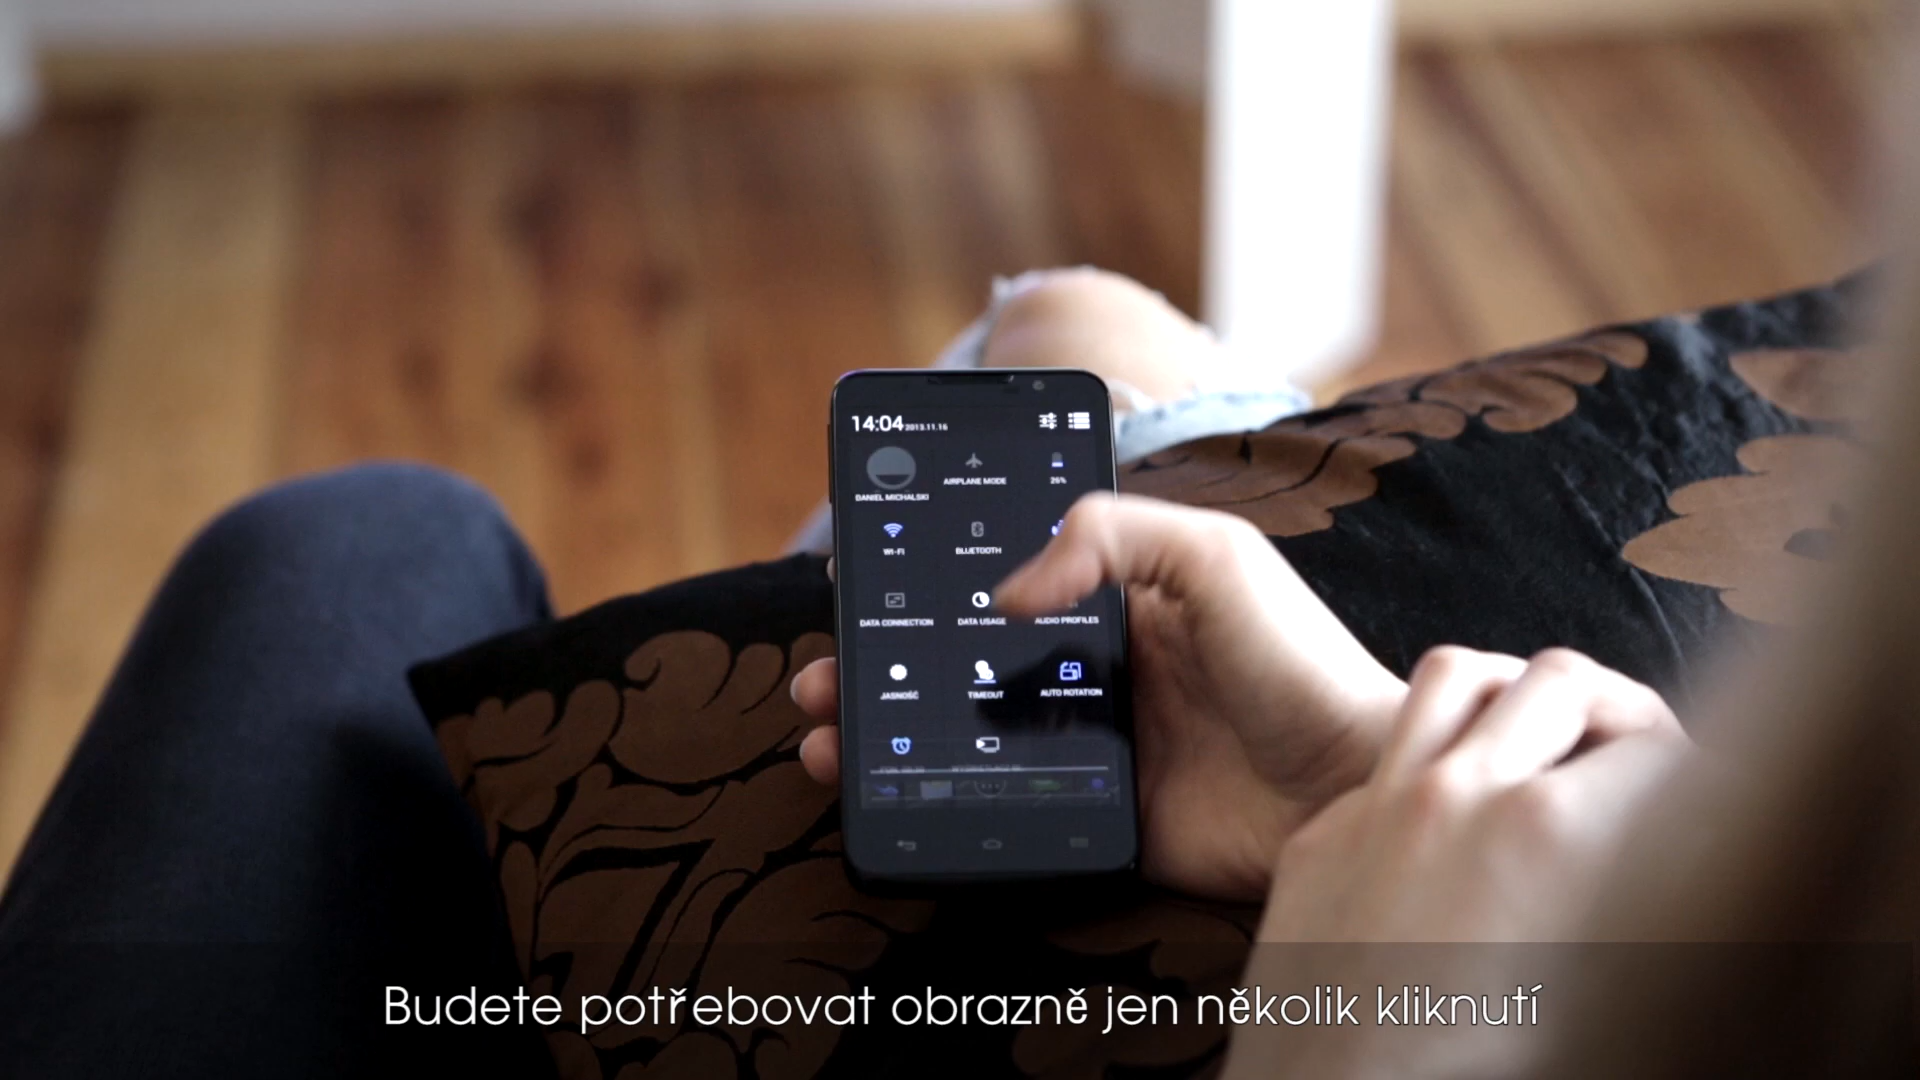 14:04 2013.11.16
DANIEL MICHALSKI
AIRPLANE MODE
26%
WI-FI
BLUETOOTH
DATA CONNECTION
DATA USAGE
AUDIO PROFILES
JASNOŚĆ
TIMEOUT
AUTO ROTATION
Budete potřebovat obrazně jen několik kliknutí